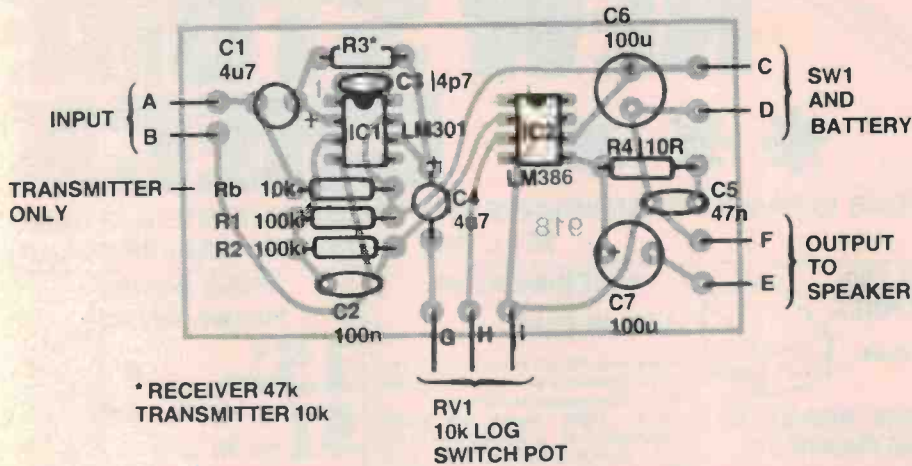 C6
100u
C1
4u7
R3*
C3 4p7
A
INPUT
B
IC1
LM301
IC2
LM386
C
SW1
AND
BATTERY
D
R4 10R
TRANSMITTER
ONLY
Rb 10k
R1 100k
R2 100k
C4
4u7
C5
47n
918
F
OUTPUT
TO
SPEAKER
E
C2
100n
C7
100u
G H I
* RECEIVER 47k
TRANSMITTER 10k
RV1
10k LOG
SWITCH POT